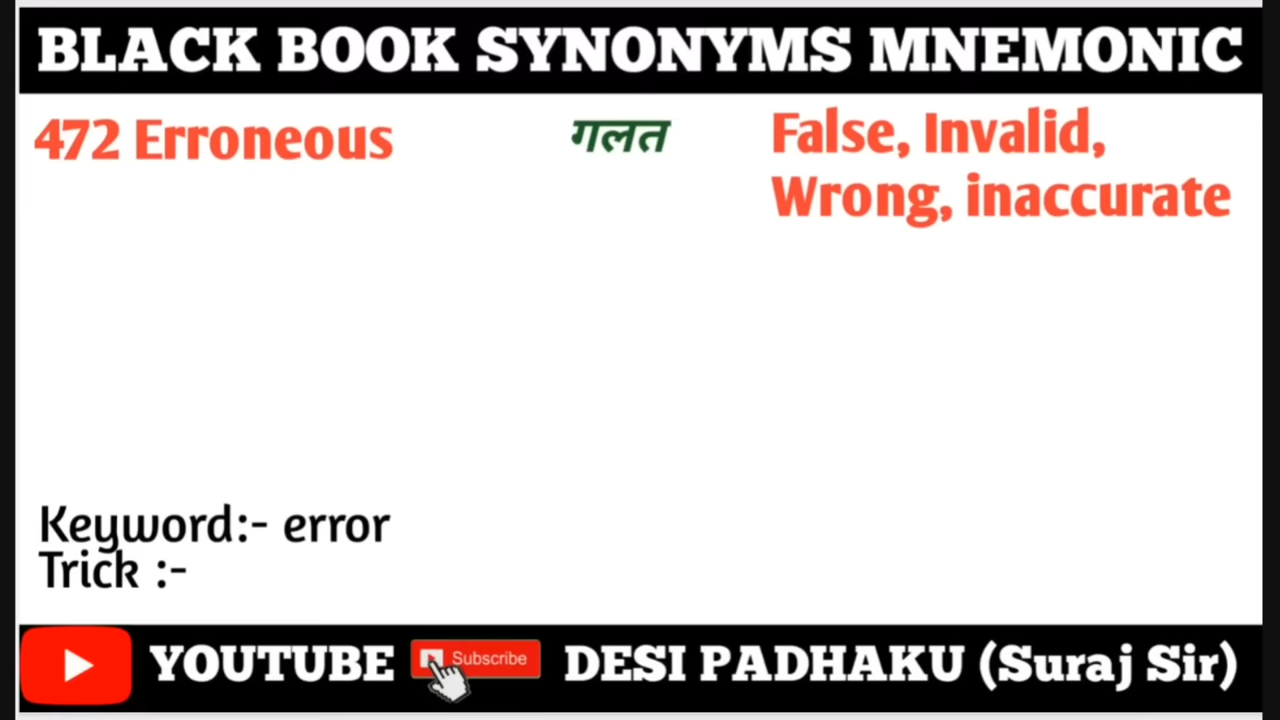 BLACK BOOK SYNONYMS MNEMONIC
472 Erroneous गलत False, Invalid,
Wrong, inaccurate
Keyword:- error
Trick :-
YOUTUBE Subscribe DESI PADHAKU (Suraj Sir)